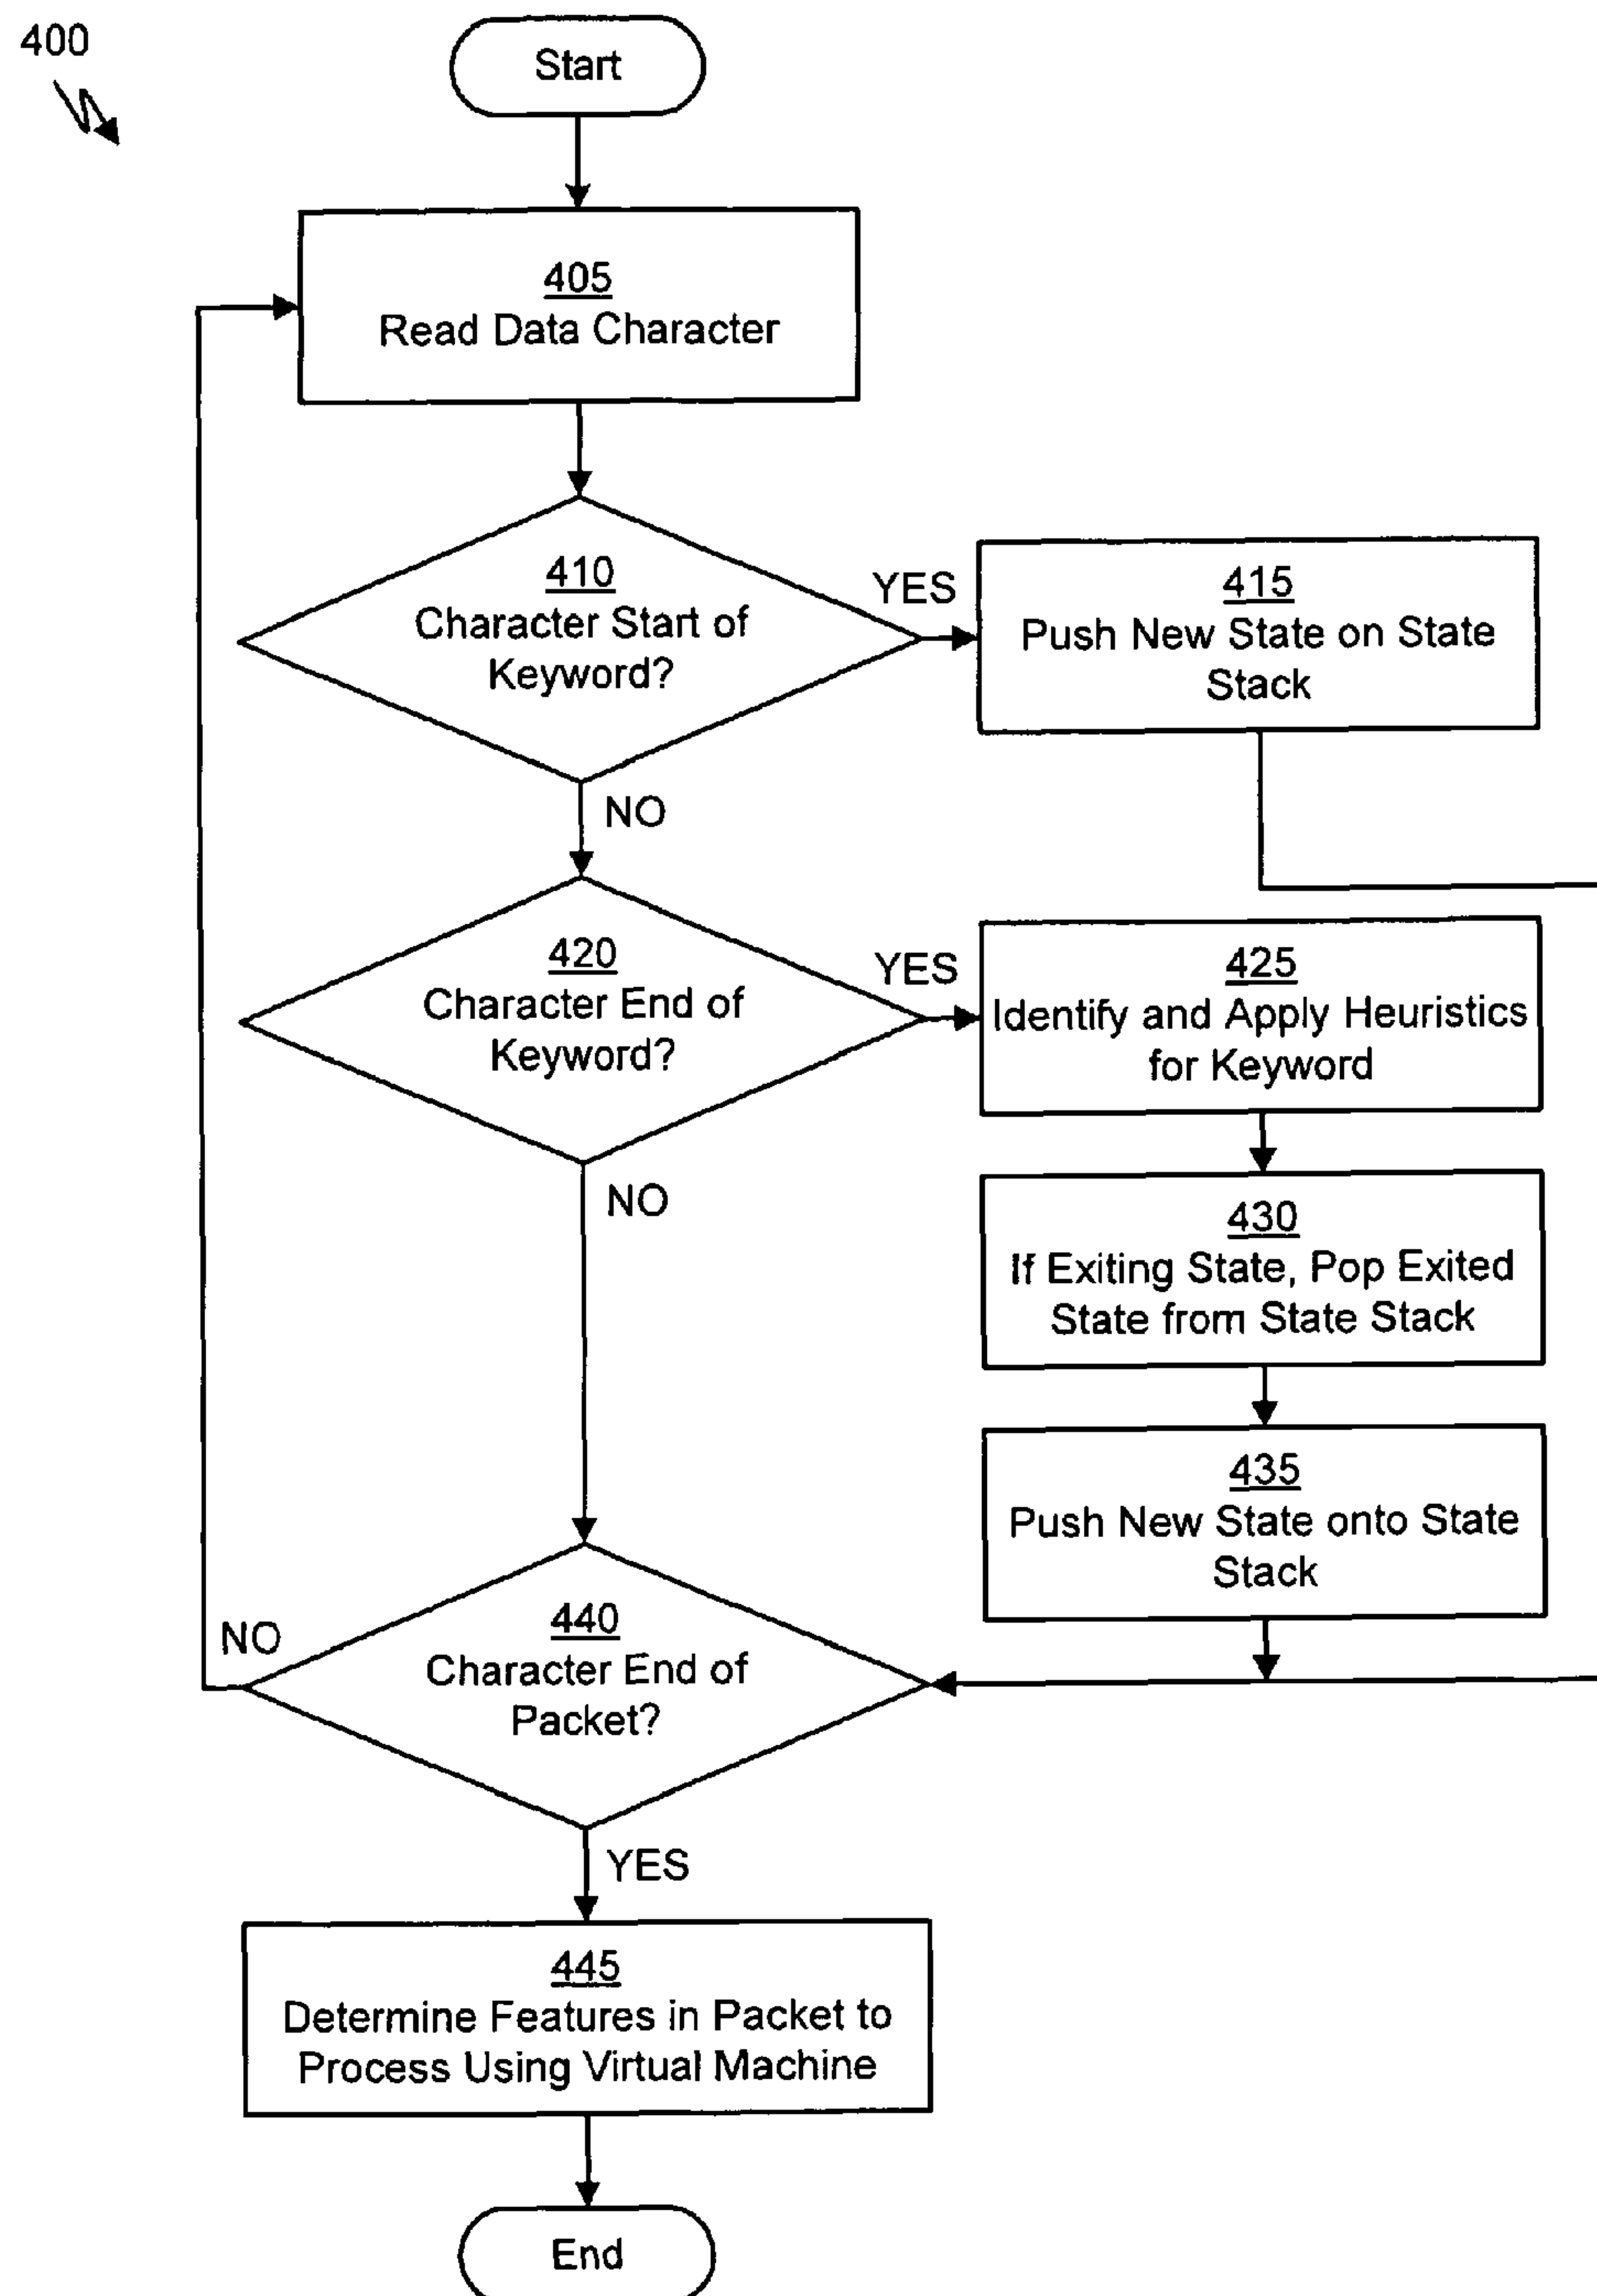 400
Start
405
Read Data Character
410
Character Start of
Keyword?
YES
415
Push New State on State
Stack
NO
420
Character End of
Keyword?
YES
425
Identify and Apply Heuristics
for Keyword
NO
430
If Exiting State, Pop Exited
State from State Stack
435
Push New State onto State
Stack
NO
440
Character End of
Packet?
YES
445
Determine Features in Packet to
Process Using Virtual Machine
End